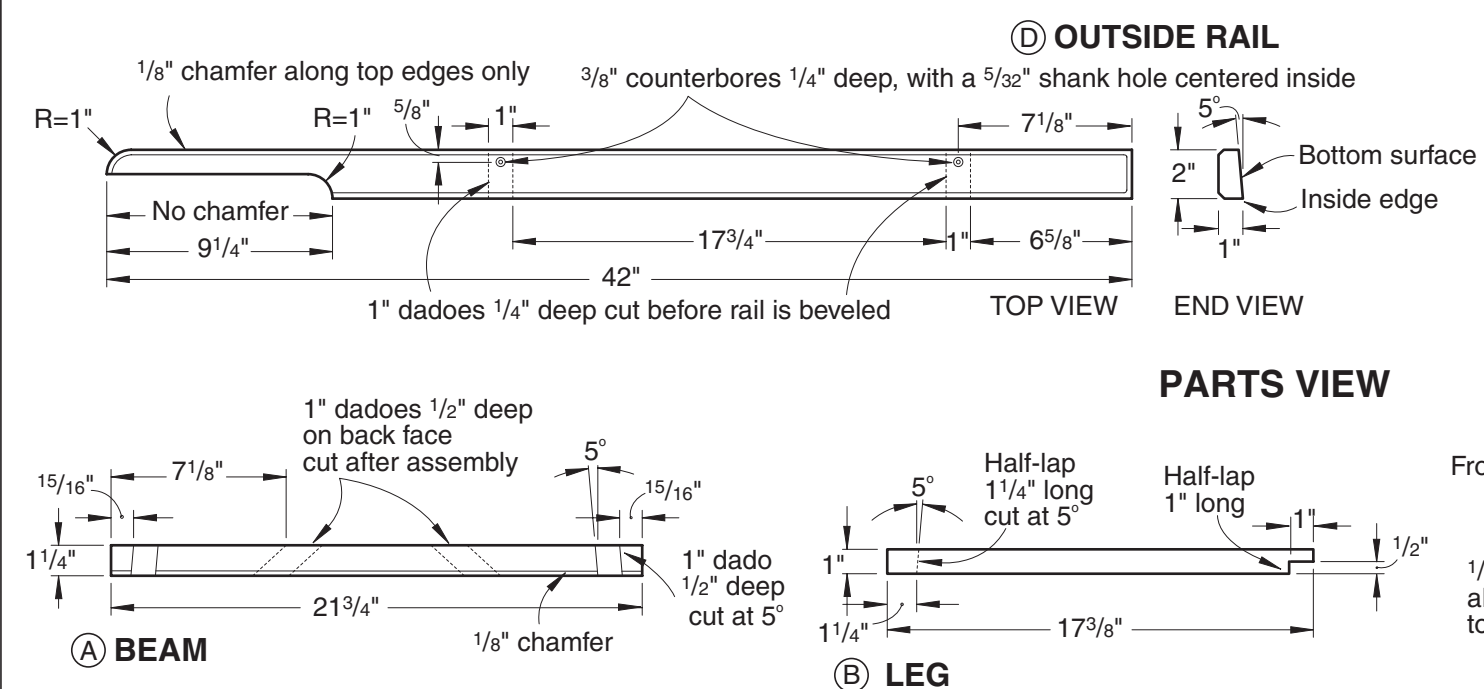 Ⓓ OUTSIDE RAIL
1/8" chamfer along top edges only
3/8" counterbores 1/4" deep, with a 5/32" shank hole centered inside
R=1"
R=1"
5/8"
1"
7 1/8"
5°
2"
Bottom surface
Inside edge
No chamfer
9 1/4"
17 3/4"
1"
6 5/8"
1"
42"
1" dadoes 1/4" deep cut before rail is beveled
TOP VIEW
END VIEW
PARTS VIEW
1" dadoes 1/2" deep
on back face
cut after assembly
15/16"
7 1/8"
5°
15/16"
1 1/4"
1" dado
1/2" deep
cut at 5°
21 3/4"
1/8" chamfer
Ⓐ BEAM
5°
Half-lap
1 1/4" long
cut at 5°
Half-lap
1" long
1"
1"
1/2"
1 1/4"
17 3/8"
Ⓑ LEG
Fro
1/
al
to